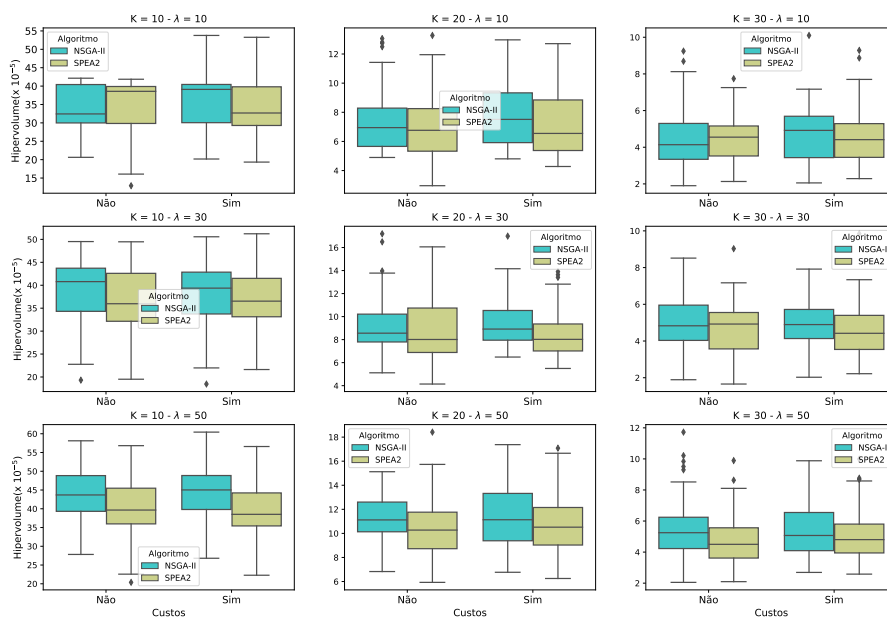 K = 10 - λ = 10
Hipervolume(x 10⁻⁵)
55
50
45
40
35
30
25
20
15
Algoritmo
NSGA-II
SPEA2
Não
Sim
K = 20 - λ = 10
12
10
8
6
4
Algoritmo
NSGA-II
SPEA2
Não
Sim
K = 30 - λ = 10
10
8
6
4
2
Algoritmo
NSGA-II
SPEA2
Não
Sim
K = 10 - λ = 30
Hipervolume(x 10⁻⁵)
50
45
40
35
30
25
20
Algoritmo
NSGA-II
SPEA2
Não
Sim
K = 20 - λ = 30
16
14
12
10
8
6
4
Algoritmo
NSGA-II
SPEA2
Não
Sim
K = 30 - λ = 30
10
8
6
4
2
Algoritmo
NSGA-II
SPEA2
Não
Sim
K = 10 - λ = 50
Hipervolume(x 10⁻⁵)
60
55
50
45
40
35
30
25
20
Algoritmo
NSGA-II
SPEA2
Não
Sim
Custos
K = 20 - λ = 50
18
16
14
12
10
8
6
Algoritmo
NSGA-II
SPEA2
Não
Sim
Custos
K = 30 - λ = 50
12
10
8
6
4
2
Algoritmo
NSGA-II
SPEA2
Não
Sim
Custos